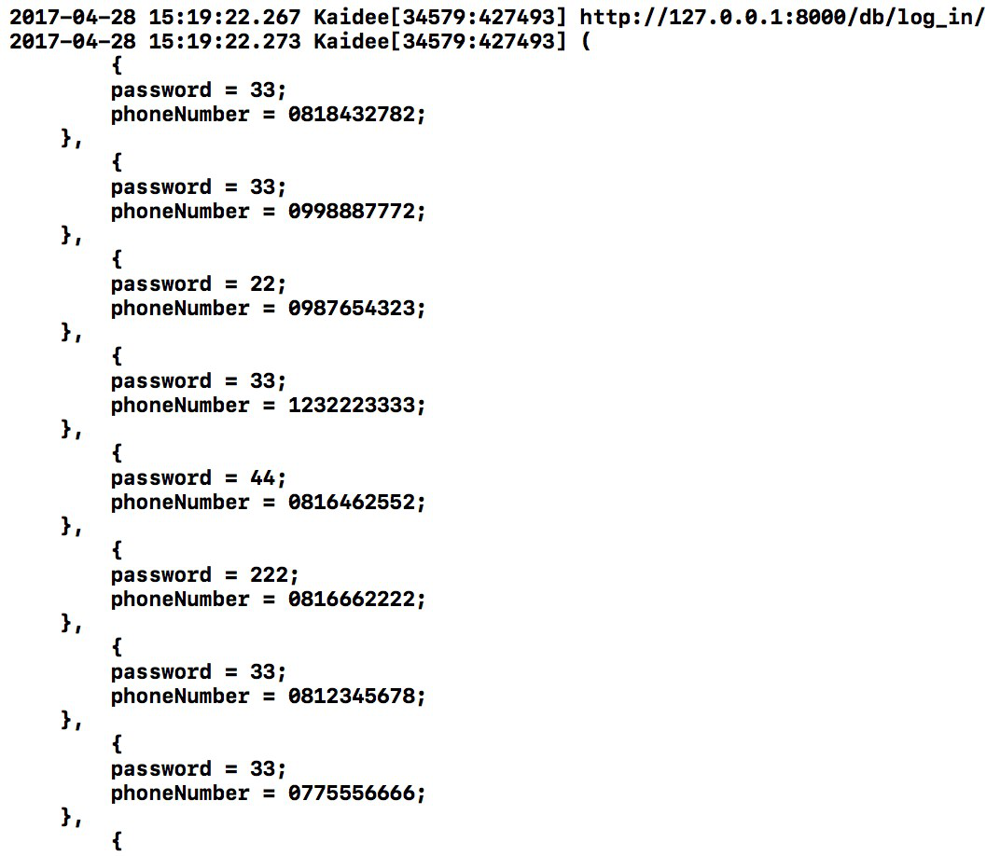 2017-04-28 15:19:22.267 Kaidee[34579:427493] http://127.0.0.1:8000/db/log_in/
2017-04-28 15:19:22.273 Kaidee[34579:427493] (
{
password = 33;
phoneNumber = 0818432782;
},
{
password = 33;
phoneNumber = 0998887772;
},
{
password = 22;
phoneNumber = 0987654323;
},
{
password = 33;
phoneNumber = 1232223333;
},
{
password = 44;
phoneNumber = 0816462552;
},
{
password = 222;
phoneNumber = 0816662222;
},
{
password = 33;
phoneNumber = 0812345678;
},
{
password = 33;
phoneNumber = 0775556666;
},
{